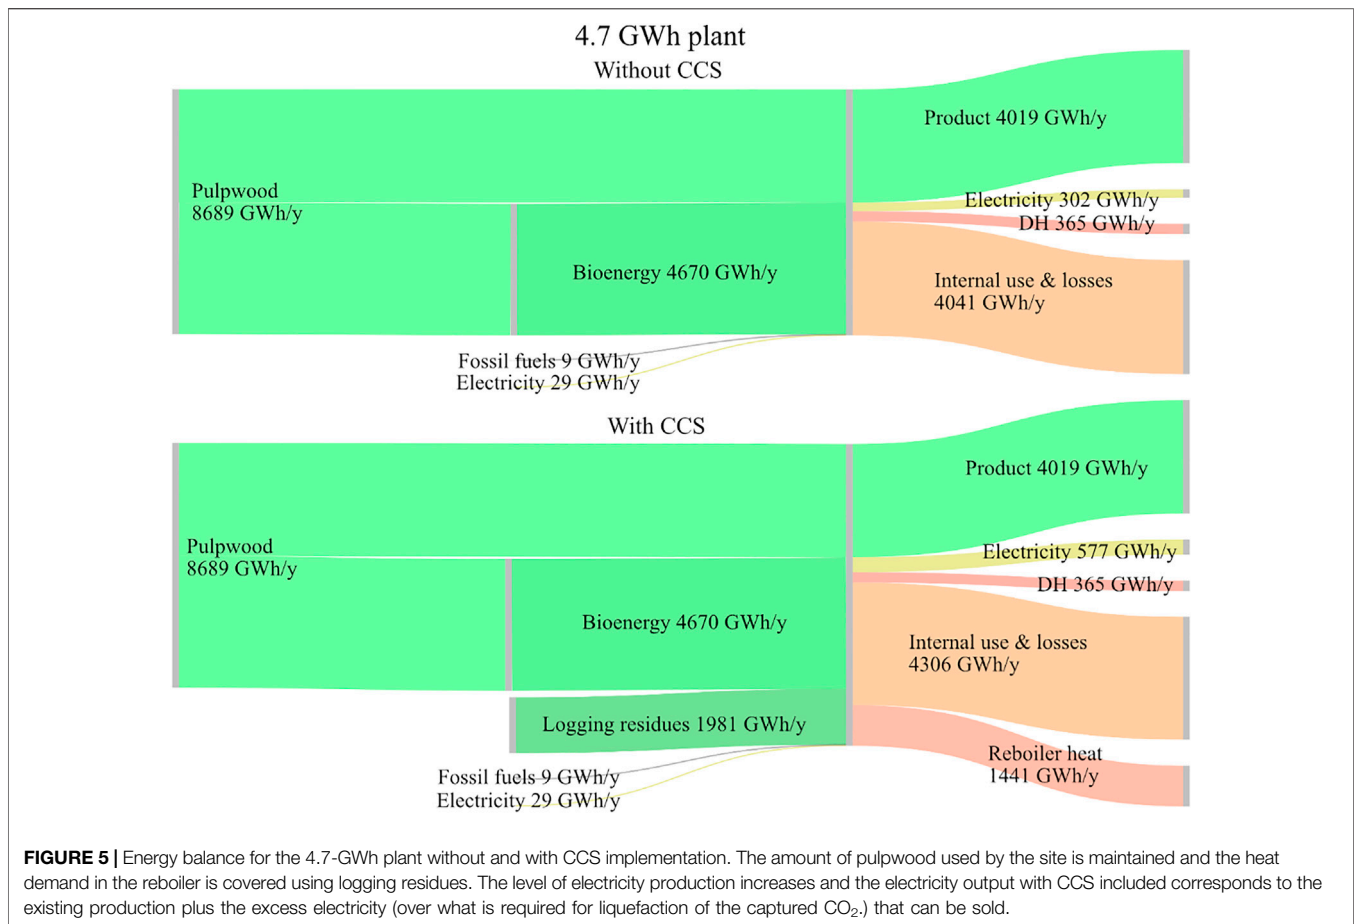 4.7 GWh plant
Without CCS
Product 4019 GWh/y
Pulpwood
8689 GWh/y
Electricity 302 GWh/y
DH 365 GWh/y
Bioenergy 4670 GWh/y
Internal use & losses
4041 GWh/y
Fossil fuels 9 GWh/y
Electricity 29 GWh/y
With CCS
Product 4019 GWh/y
Pulpwood
8689 GWh/y
Electricity 577 GWh/y
DH 365 GWh/y
Bioenergy 4670 GWh/y
Internal use & losses
4306 GWh/y
Logging residues 1981 GWh/y
Reboiler heat
1441 GWh/y
Fossil fuels 9 GWh/y
Electricity 29 GWh/y
FIGURE 5 | Energy balance for the 4.7-GWh plant without and with CCS implementation. The amount of pulpwood used by the site is maintained and the heat
demand in the reboiler is covered using logging residues. The level of electricity production increases and the electricity output with CCS included corresponds to the
existing production plus the excess electricity (over what is required for liquefaction of the captured CO₂.) that can be sold.